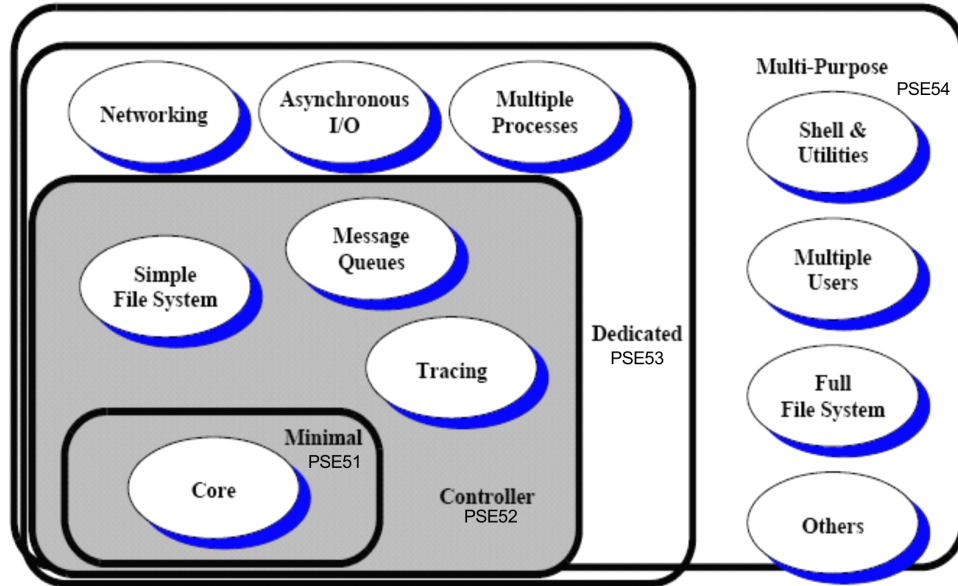 Multi-Purpose
PSE54
Networking
Asynchronous
I/O
Multiple
Processes
Shell &
Utilities
Message
Queues
Simple
File System
Multiple
Users
Dedicated
PSE53
Tracing
Full
File System
Minimal
PSE51
Core
Controller
PSE52
Others